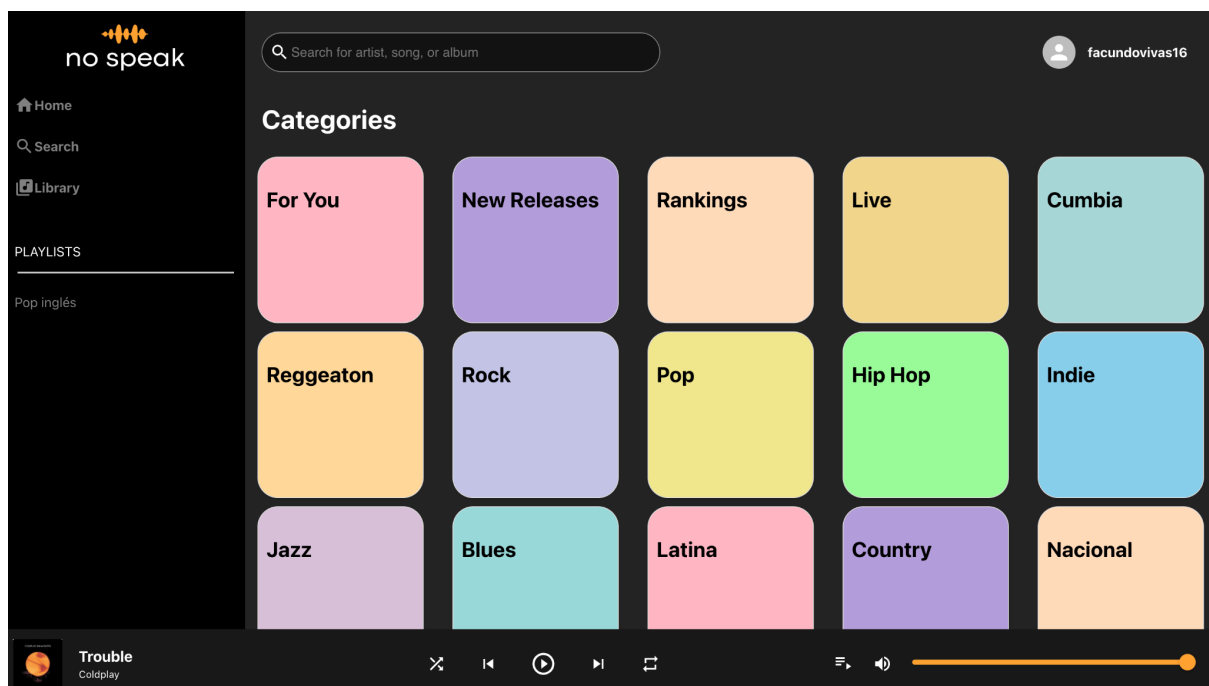 no speak
Search for artist, song, or album
facundovivas16
Home
Search
Library
PLAYLISTS
Pop inglés
Categories
For You
New Releases
Rankings
Live
Cumbia
Reggeaton
Rock
Pop
Hip Hop
Indie
Jazz
Blues
Latina
Country
Nacional
Trouble
Coldplay